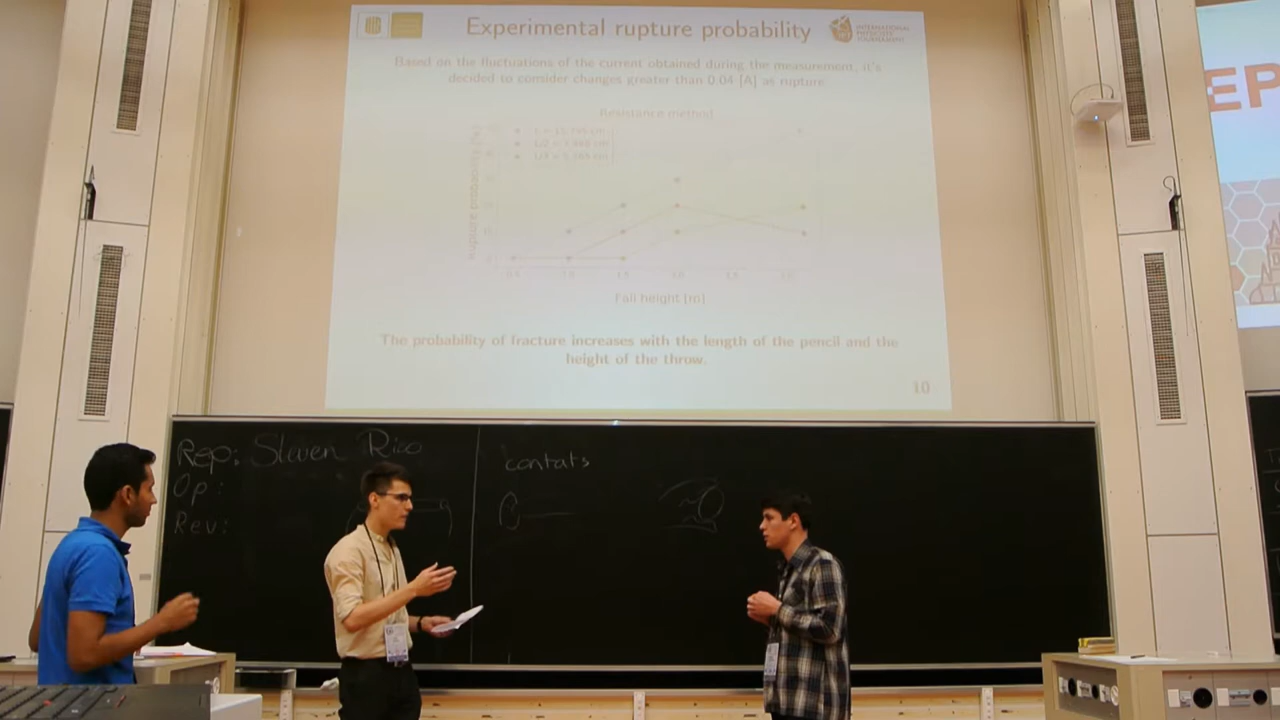 Experimental rupture probability
INTERNATIONAL
PHYSICISTS'
TOURNAMENT
Based on the fluctuations of the current obtained during the measurement, it's
decided to consider changes greater than 0.04 [A] as rupture.
Resistance method
Fall height [m]
The probability of fracture increases with the length of the pencil and the
height of the throw.
10
EP
Rep: Steven Rico
Op:
Rev:
contats